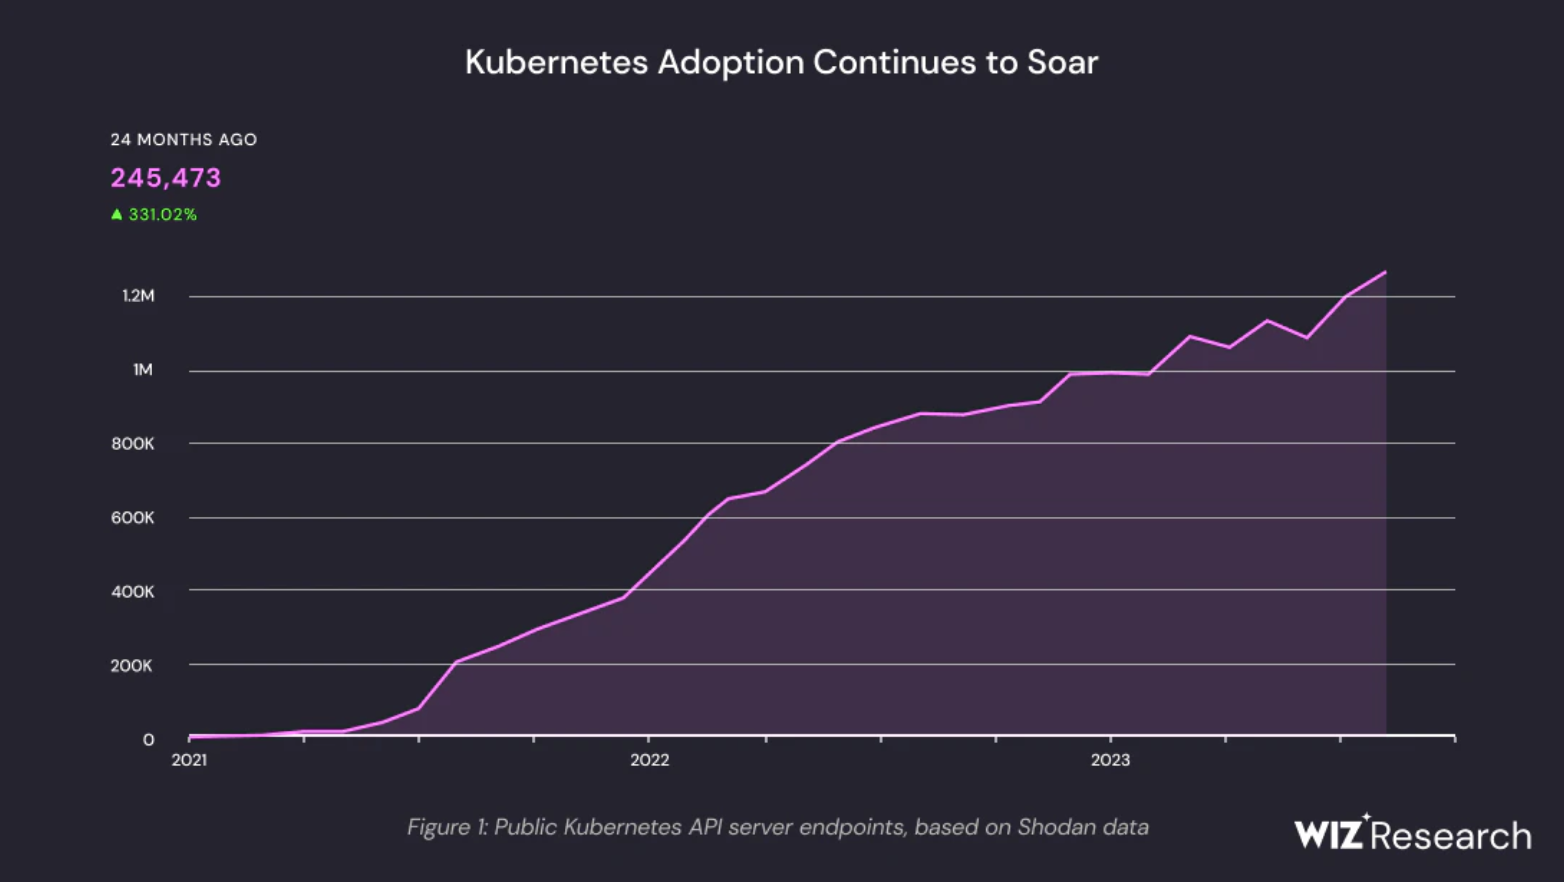 Kubernetes Adoption Continues to Soar
24 MONTHS AGO
245,473
▲ 331.02%
1.2M
1M
800K
600K
400K
200K
0
2021 2022 2023
Figure 1: Public Kubernetes API server endpoints, based on Shodan data
WIZ Research